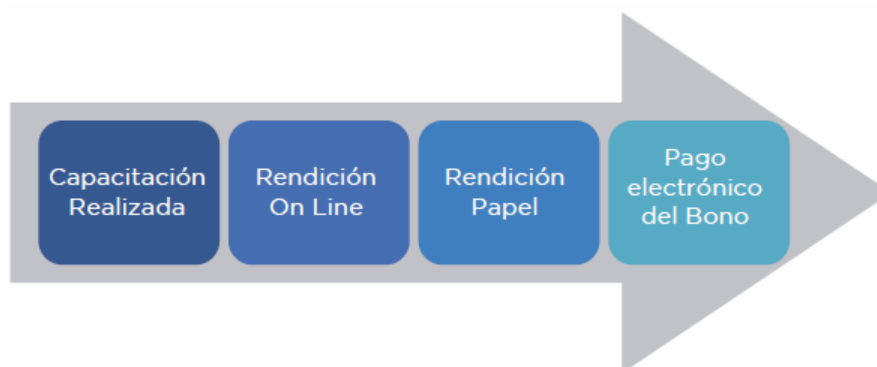 Capacitación
Realizada
Rendición
On Line
Rendición
Papel
Pago
electrónico
del Bono